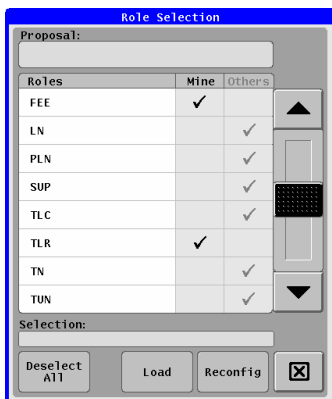 Role Selection
Proposal:
Roles Mine Others
FEE
LN
PLN
SUP
TLC
TLR
TN
TUN
Selection:
Deselect All Load Reconfig